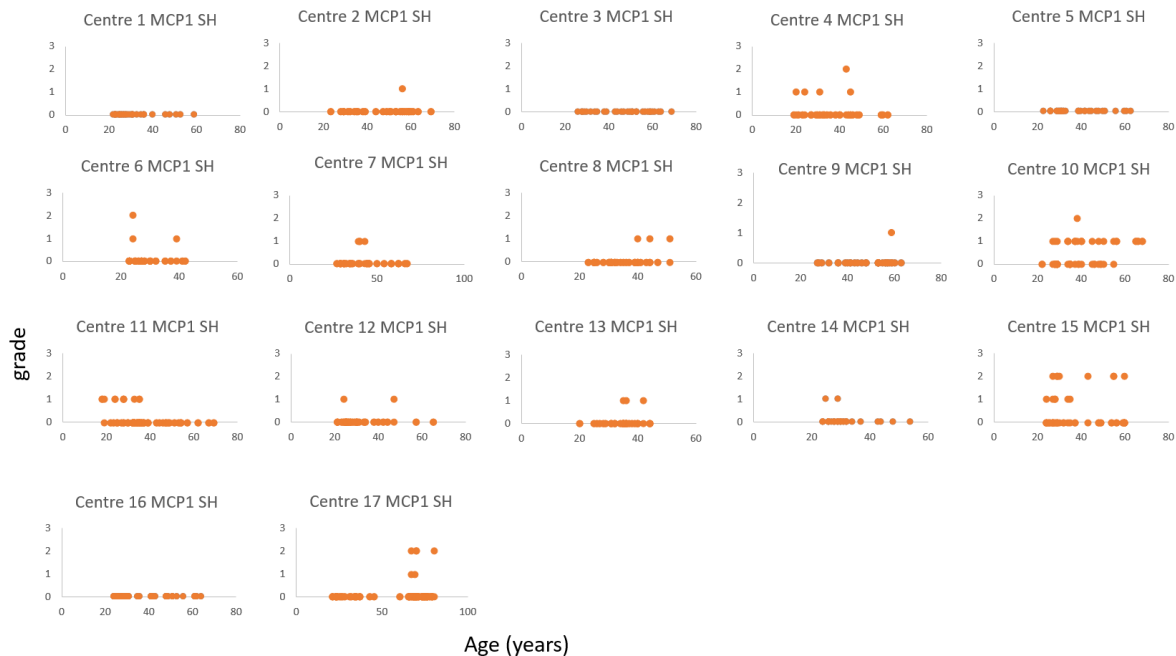 Centre 1 MCP1 SH
3
2
1
0
0 20 40 60 80
Centre 2 MCP1 SH
3
2
1
0
0 20 40 60 80
Centre 3 MCP1 SH
3
2
1
0
0 20 40 60 80
Centre 4 MCP1 SH
3
2
1
0
0 20 40 60 80
Centre 5 MCP1 SH
3
2
1
0
0 20 40 60 80
Centre 6 MCP1 SH
3
2
1
0
0 20 40 60
Centre 7 MCP1 SH
3
2
1
0
0 50 100
Centre 8 MCP1 SH
3
2
1
0
0 20 40 60
Centre 9 MCP1 SH
3
2
1
0
0 20 40 60 80
Centre 10 MCP1 SH
3
2
1
0
0 20 40 60 80
grade
Centre 11 MCP1 SH
3
2
1
0
0 20 40 60 80
Centre 12 MCP1 SH
3
2
1
0
0 20 40 60 80
Centre 13 MCP1 SH
3
2
1
0
0 20 40 60
Centre 14 MCP1 SH
3
2
1
0
0 20 40 60
Centre 15 MCP1 SH
3
2
1
0
0 20 40 60 80
Centre 16 MCP1 SH
3
2
1
0
0 20 40 60 80
Centre 17 MCP1 SH
3
2
1
0
0 50 100
Age (years)